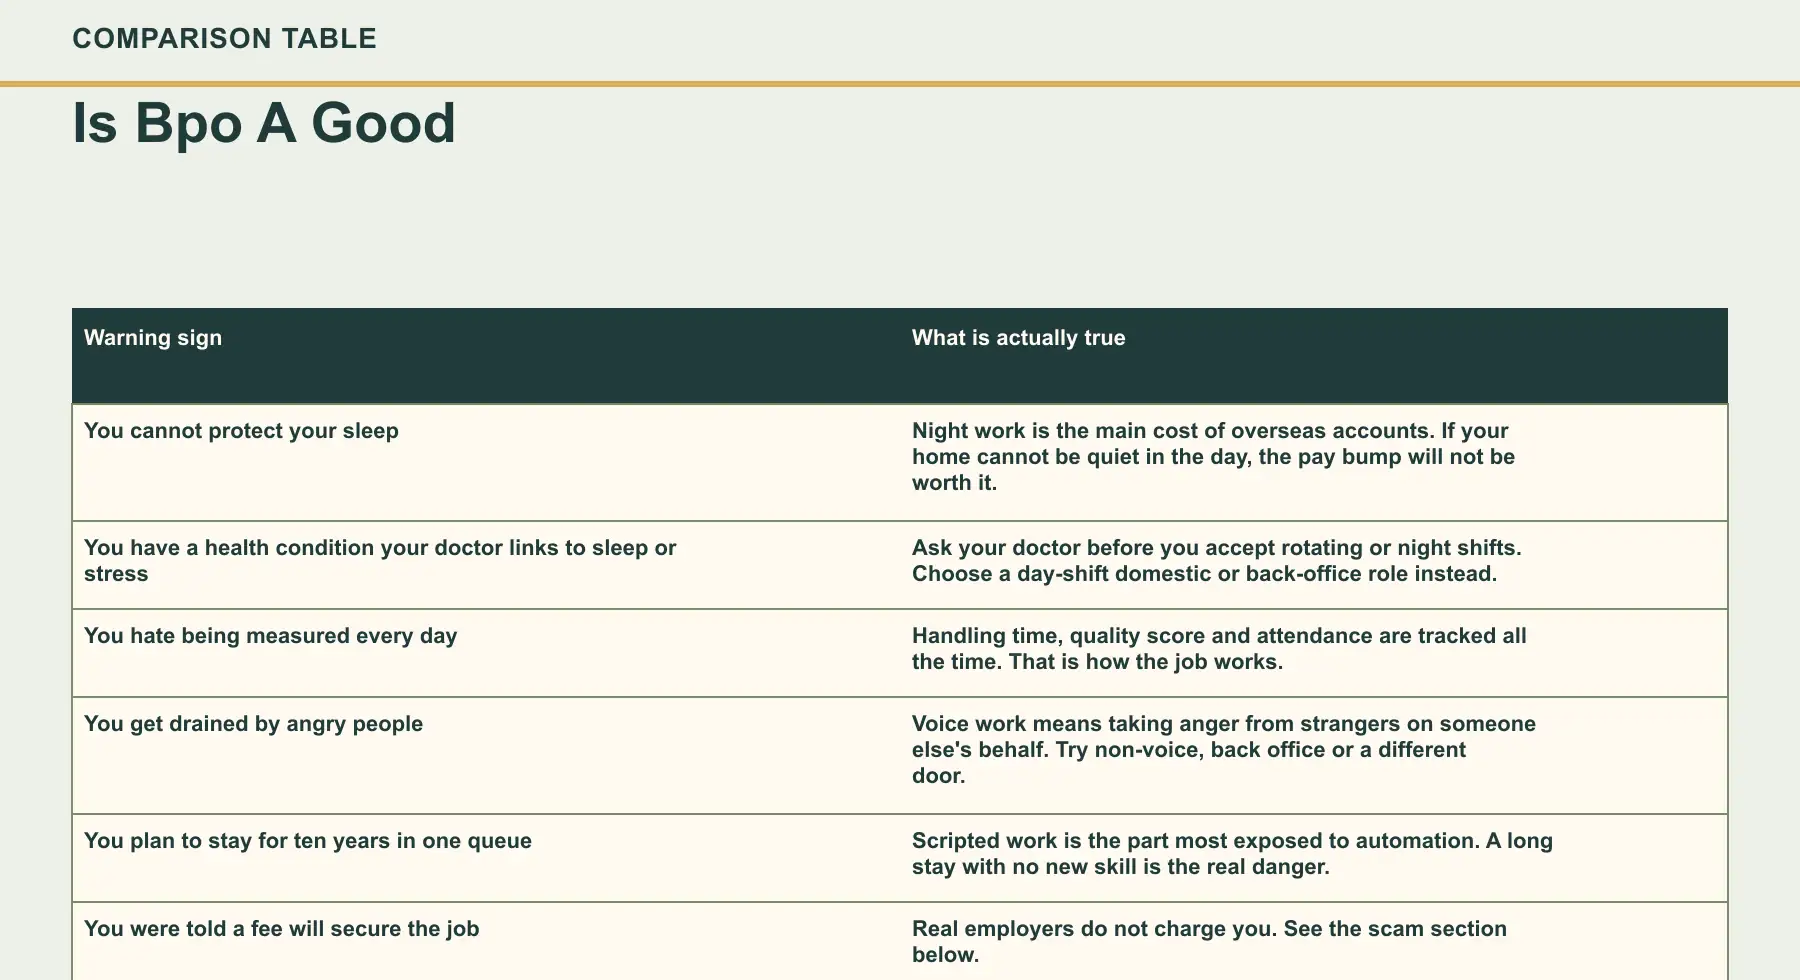 COMPARISON TABLE
Is Bpo A Good
Warning sign
What is actually true
You cannot protect your sleep
Night work is the main cost of overseas accounts. If your
home cannot be quiet in the day, the pay bump will not be
worth it.
You have a health condition your doctor links to sleep or
stress
Ask your doctor before you accept rotating or night shifts.
Choose a day-shift domestic or back-office role instead.
You hate being measured every day
Handling time, quality score and attendance are tracked all
the time. That is how the job works.
You get drained by angry people
Voice work means taking anger from strangers on someone
else's behalf. Try non-voice, back office or a different
door.
You plan to stay for ten years in one queue
Scripted work is the part most exposed to automation. A long
stay with no new skill is the real danger.
You were told a fee will secure the job
Real employers do not charge you. See the scam section
below.